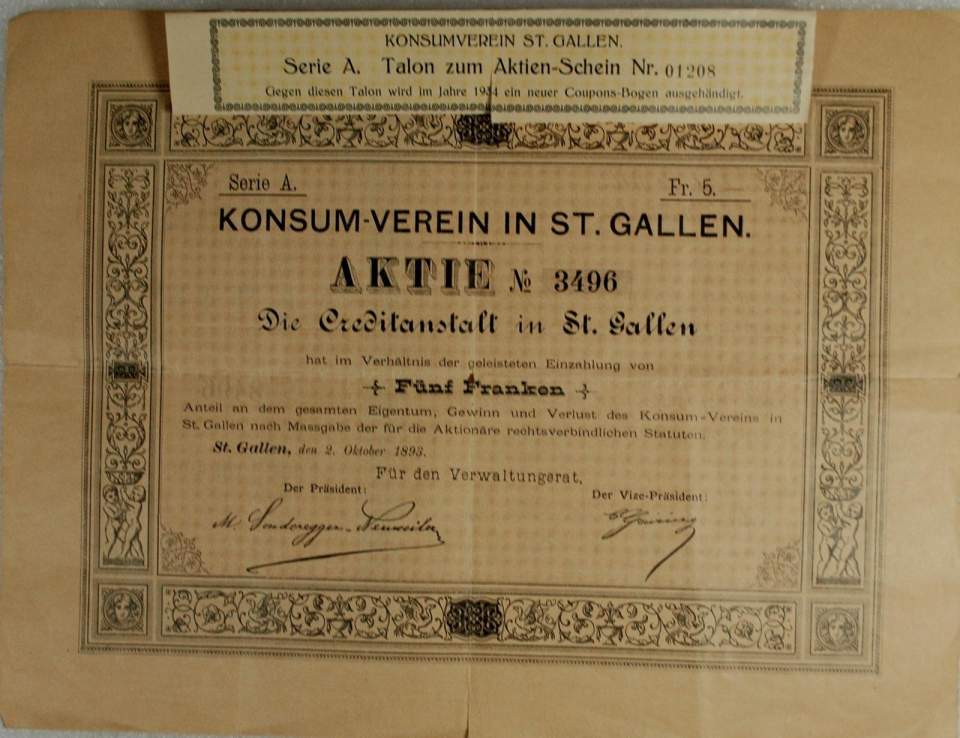 KONSUMVEREIN ST. GALLEN.
Serie A. Talon zum Aktien-Schein Nr. 01208
Gegen diesen Talon wird im Jahre 1934 ein neuer Coupons-Bogen ausgehändigt.
Serie A.
Fr. 5.
KONSUM-VEREIN IN ST. GALLEN.
AKTIE № 3496
Die Creditanstalt in St. Gallen
hat im Verhältnis der geleisteten Einzahlung von
Fünf Franken
Anteil an dem gesamten Eigentum, Gewinn und Verlust des Konsum-Vereins in
St. Gallen nach Massgabe der für die Aktionäre rechtsverbindlichen Statuten.
St. Gallen, den 2. Oktober 1893.
Für den Verwaltungsrat,
Der Präsident:
Der Vize-Präsident:
M. Sonderegger-Neuweiler